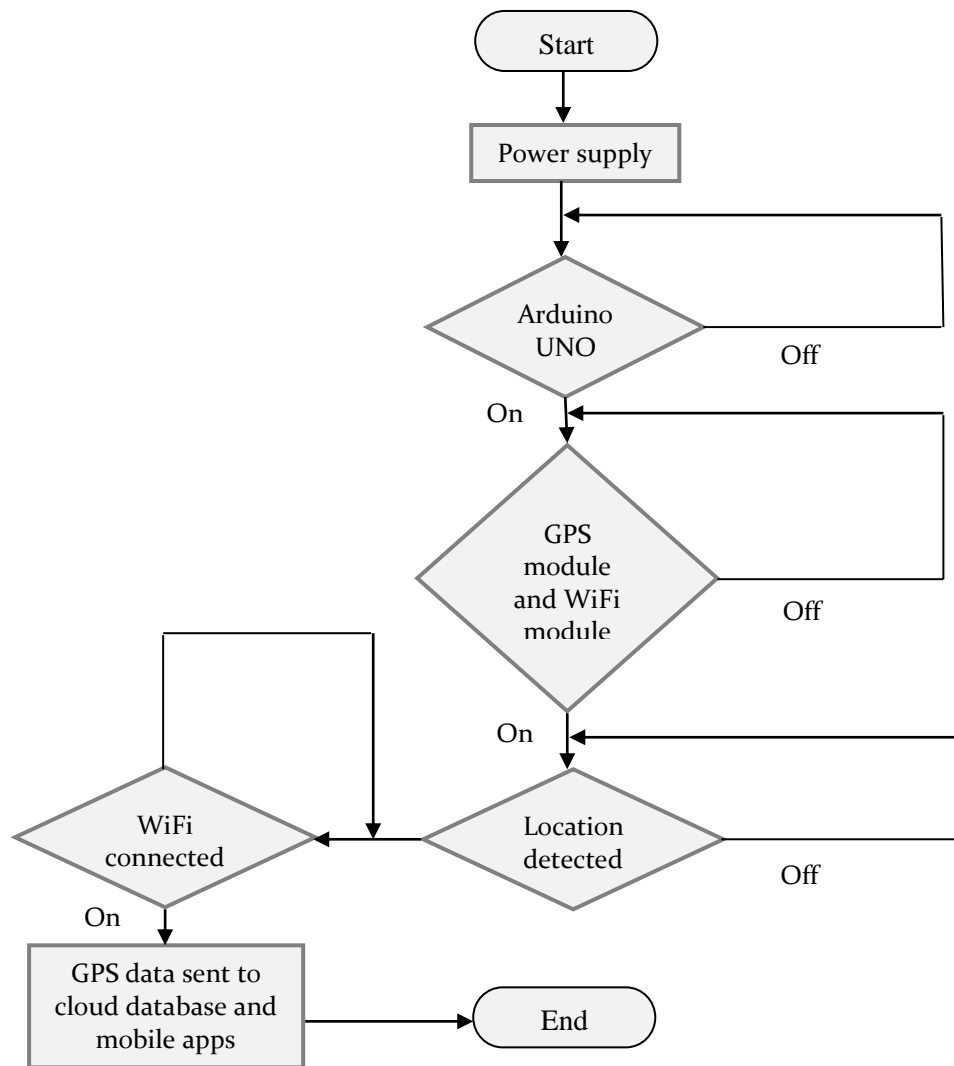 Start
Power supply
Arduino
UNO
Off
On
GPS
module
and WiFi
module
Off
On
Location
detected
Off
WiFi
connected
On
GPS data sent to
cloud database and
mobile apps
End